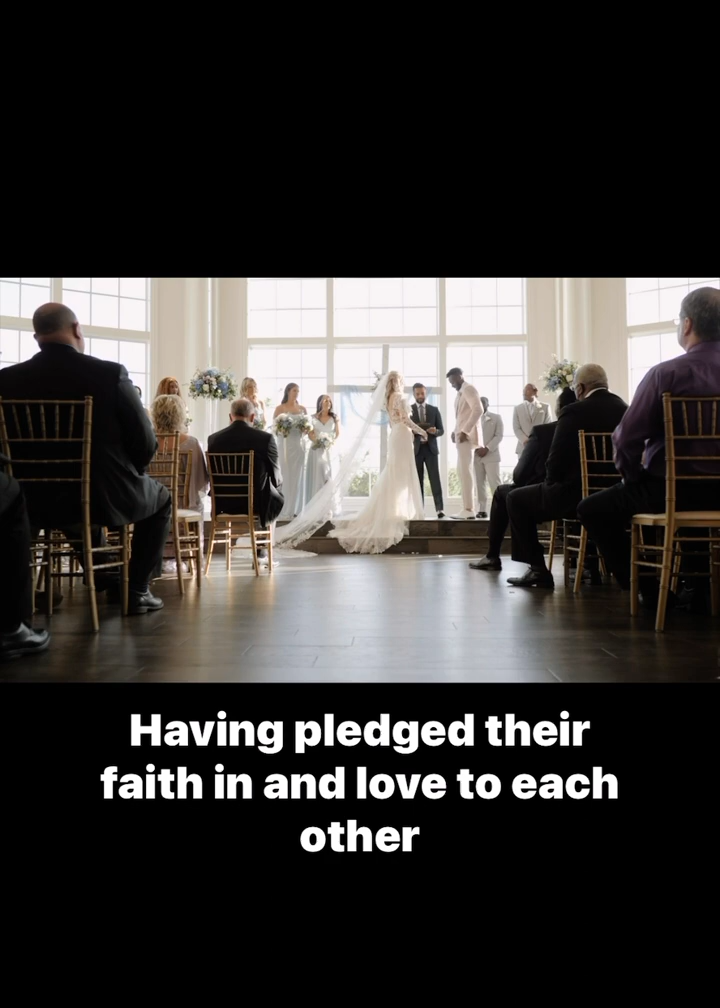 Having pledged their
faith in and love to each
other